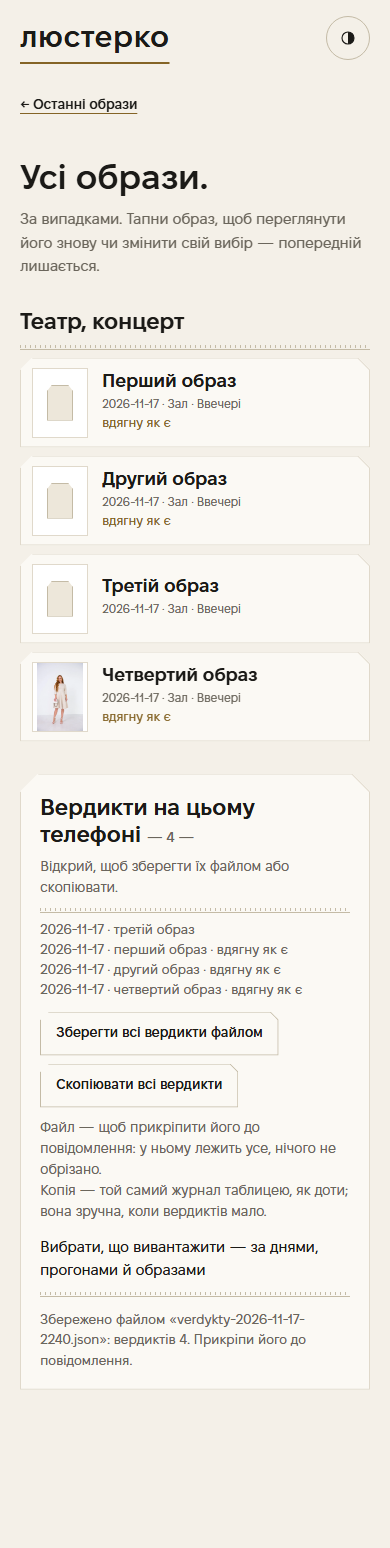 люстерко
← Останні образи
Усі образи.
За випадками. Тапни образ, щоб переглянути
його знову чи змінити свій вибір — попередній
лишається.
Театр, концерт
Перший образ
2026-11-17 · Зал · Ввечері
вдягну як є
Другий образ
2026-11-17 · Зал · Ввечері
вдягну як є
Третій образ
2026-11-17 · Зал · Ввечері
Четвертий образ
2026-11-17 · Зал · Ввечері
вдягну як є
Вердикти на цьому
телефоні — 4 —
Відкрий, щоб зберегти їх файлом або
скопіювати.
2026-11-17 · третій образ
2026-11-17 · перший образ · вдягну як є
2026-11-17 · другий образ · вдягну як є
2026-11-17 · четвертий образ · вдягну як є
Зберегти всі вердикти файлом
Скопіювати всі вердикти
Файл — щоб прикріпити його до
повідомлення: у ньому лежить усе, нічого не
обрізано.
Копія — той самий журнал таблицею, як доти;
вона зручна, коли вердиктів мало.
Вибрати, що вивантажити — за днями,
прогонами й образами
Збережено файлом «verdykty-2026-11-17-
2240.json»: вердиктів 4. Прикріпи його до
повідомлення.